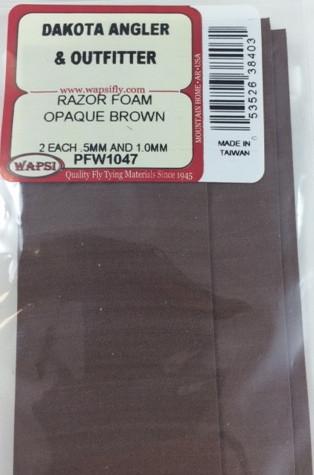 DAKOTA ANGLER
& OUTFITTER
www.wapsifly.com
RAZOR FOAM
OPAQUE BROWN
2 EACH .5MM AND 1.0MM
PFW1047
WAPSI
Quality Fly Tying Materials Since 1945
MOUNTAIN HOME • AR • USA
53526 38403
MADE IN
TAIWAN